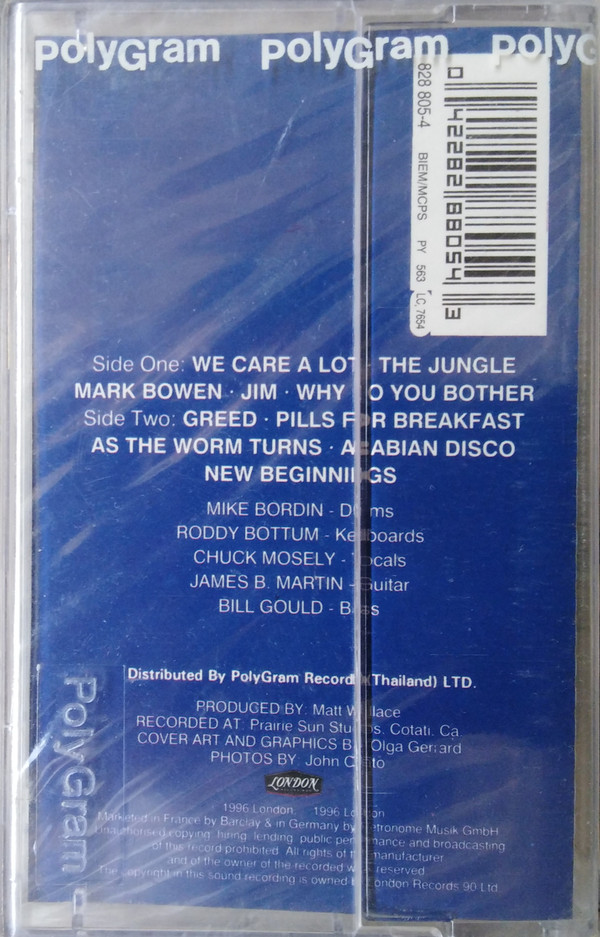 PolyGram PolyGram PolyG
828 805-4 BIEM/MCPS PY 563 LC 7654
0 42282 88054 3
Side One: WE CARE A LOT · THE JUNGLE
MARK BOWEN · JIM · WHY DO YOU BOTHER
Side Two: GREED · PILLS FOR BREAKFAST
AS THE WORM TURNS · ARABIAN DISCO
NEW BEGINNINGS
MIKE BORDIN - Drums
RODDY BOTTUM - Keyboards
CHUCK MOSELY - Vocals
JAMES B. MARTIN - Guitar
BILL GOULD - Bass
Distributed By PolyGram Records (Thailand) LTD.
PRODUCED BY: Matt Wallace
RECORDED AT: Prairie Sun Studios, Cotati, Ca.
COVER ART AND GRAPHICS BY: Olga Gerrard
PHOTOS BY: John
LONDON
1996 London 1996 London
Marketed in France by Barclay & in Germany by Metronome Musik GmbH
Unauthorised copying, hiring, lending, public performance and broadcasting
of this record prohibited. All rights of the manufacturer
and of the owner of the recorded work reserved
The copyright in this sound recording is owned by London Records 90 Ltd.
PolyGram